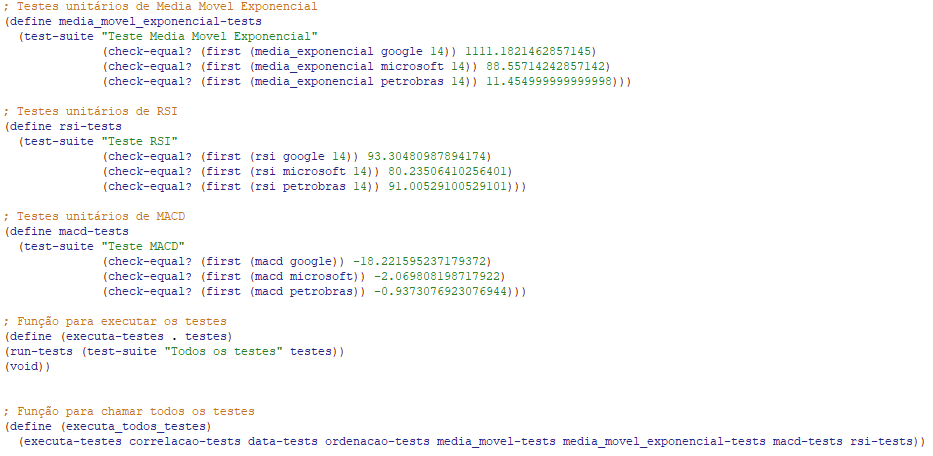 ; Testes unitários de Media Movel Exponencial
(define media_movel_exponencial-tests
(test-suite "Teste Media Movel Exponencial"
(check-equal? (first (media_exponencial google 14)) 1111.1821462857145)
(check-equal? (first (media_exponencial microsoft 14)) 88.55714242857142)
(check-equal? (first (media_exponencial petrobras 14)) 11.454999999999998)))
; Testes unitários de RSI
(define rsi-tests
(test-suite "Teste RSI"
(check-equal? (first (rsi google 14)) 93.30480987894174)
(check-equal? (first (rsi microsoft 14)) 80.23506410256401)
(check-equal? (first (rsi petrobras 14)) 91.00529100529101)))
; Testes unitários de MACD
(define macd-tests
(test-suite "Teste MACD"
(check-equal? (first (macd google)) -18.221595237179372)
(check-equal? (first (macd microsoft)) -2.069808198717922)
(check-equal? (first (macd petrobras)) -0.9373076923076944)))
; Função para executar os testes
(define (executa-testes . testes)
(run-tests (test-suite "Todos os testes" testes))
(void))
; Função para chamar todos os testes
(define (executa_todos_testes)
(executa-testes correlacao-tests data-tests ordenacao-tests media_movel-tests media_movel_exponencial-tests macd-tests rsi-tests))